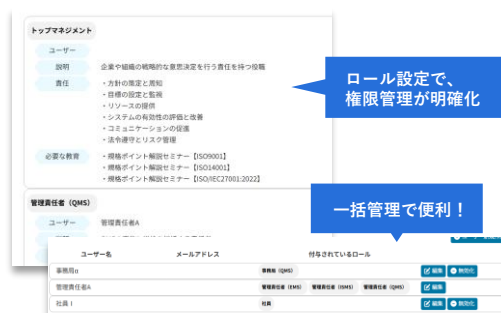 トップマネジメント
ユーザー
説明 企業や組織の戦略的な意思決定を行う責任を持つ役職
責任 ・方針の策定と周知
・目標の設定と監視
・リソースの提供
・システムの有効性の評価と改善
・コミュニケーションの促進
・法令遵守とリスク管理
必要な教育 ・規格ポイント解説セミナー【ISO9001】
・規格ポイント解説セミナー【ISO14001】
・規格ポイント解説セミナー【ISO/IEC27001:2022】
ロール設定で、
権限管理が明確化
管理責任者（QMS）
ユーザー 管理責任者A
一括管理で便利！
ユーザー名 メールアドレス 付与されているロール
事務局α 事務局（QMS） 編集 無効化
管理責任者A 管理責任者（EMS） 管理責任者（ISMS） 管理責任者（QMS） 編集
社員1 社員 編集 無効化